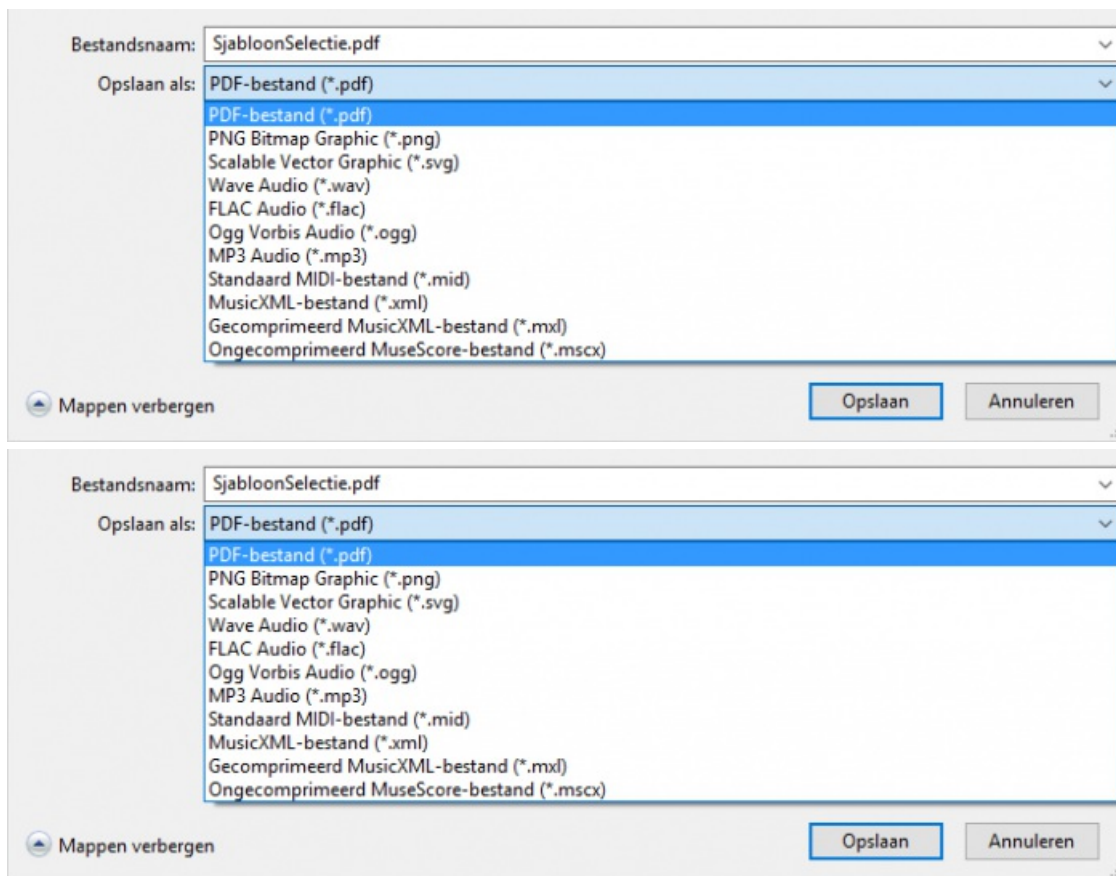 Bestandsnaam: SjabloonSelectie.pdf
Opslaan als: PDF-bestand (*.pdf)
PDF-bestand (*.pdf)
PNG Bitmap Graphic (*.png)
Scalable Vector Graphic (*.svg)
Wave Audio (*.wav)
FLAC Audio (*.flac)
Ogg Vorbis Audio (*.ogg)
MP3 Audio (*.mp3)
Standaard MIDI-bestand (*.mid)
MusicXML-bestand (*.xml)
Gecomprimeerd MusicXML-bestand (*.mxl)
Ongecomprimeerd MuseScore-bestand (*.mscx)
Mappen verbergen Opslaan Annuleren
Bestandsnaam: SjabloonSelectie.pdf
Opslaan als: PDF-bestand (*.pdf)
PDF-bestand (*.pdf)
PNG Bitmap Graphic (*.png)
Scalable Vector Graphic (*.svg)
Wave Audio (*.wav)
FLAC Audio (*.flac)
Ogg Vorbis Audio (*.ogg)
MP3 Audio (*.mp3)
Standaard MIDI-bestand (*.mid)
MusicXML-bestand (*.xml)
Gecomprimeerd MusicXML-bestand (*.mxl)
Ongecomprimeerd MuseScore-bestand (*.mscx)
Mappen verbergen Opslaan Annuleren